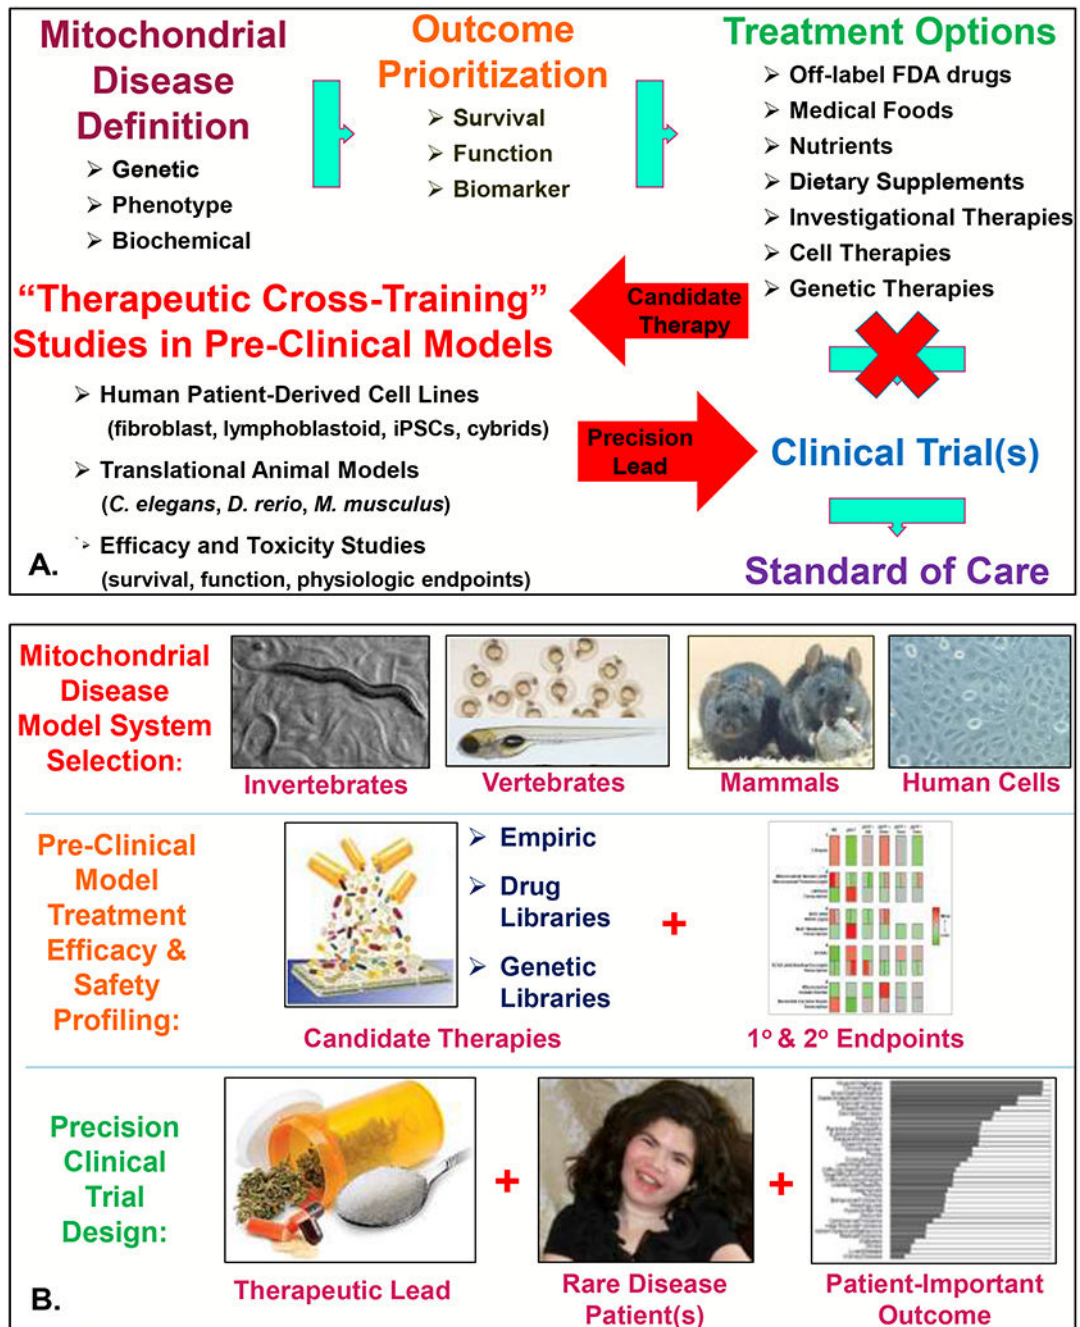 Mitochondrial
Disease
Definition
➢ Genetic
➢ Phenotype
➢ Biochemical
Outcome
Prioritization
➢ Survival
➢ Function
➢ Biomarker
Treatment Options
➢ Off-label FDA drugs
➢ Medical Foods
➢ Nutrients
➢ Dietary Supplements
➢ Investigational Therapies
➢ Cell Therapies
➢ Genetic Therapies
Candidate
Therapy
“Therapeutic Cross-Training”
Studies in Pre-Clinical Models
➢ Human Patient-Derived Cell Lines
(fibroblast, lymphoblastoid, iPSCs, cybrids)
➢ Translational Animal Models
(C. elegans, D. rerio, M. musculus)
➢ Efficacy and Toxicity Studies
(survival, function, physiologic endpoints)
Precision
Lead
Clinical Trial(s)
Standard of Care
A.
Mitochondrial
Disease
Model System
Selection:
Invertebrates
Vertebrates
Mammals
Human Cells
Pre-Clinical
Model
Treatment
Efficacy &
Safety
Profiling:
➢ Empiric
➢ Drug
Libraries
➢ Genetic
Libraries
+
Candidate Therapies
1º & 2º Endpoints
Precision
Clinical
Trial
Design:
+
+
Therapeutic Lead
Rare Disease
Patient(s)
Patient-Important
Outcome
B.